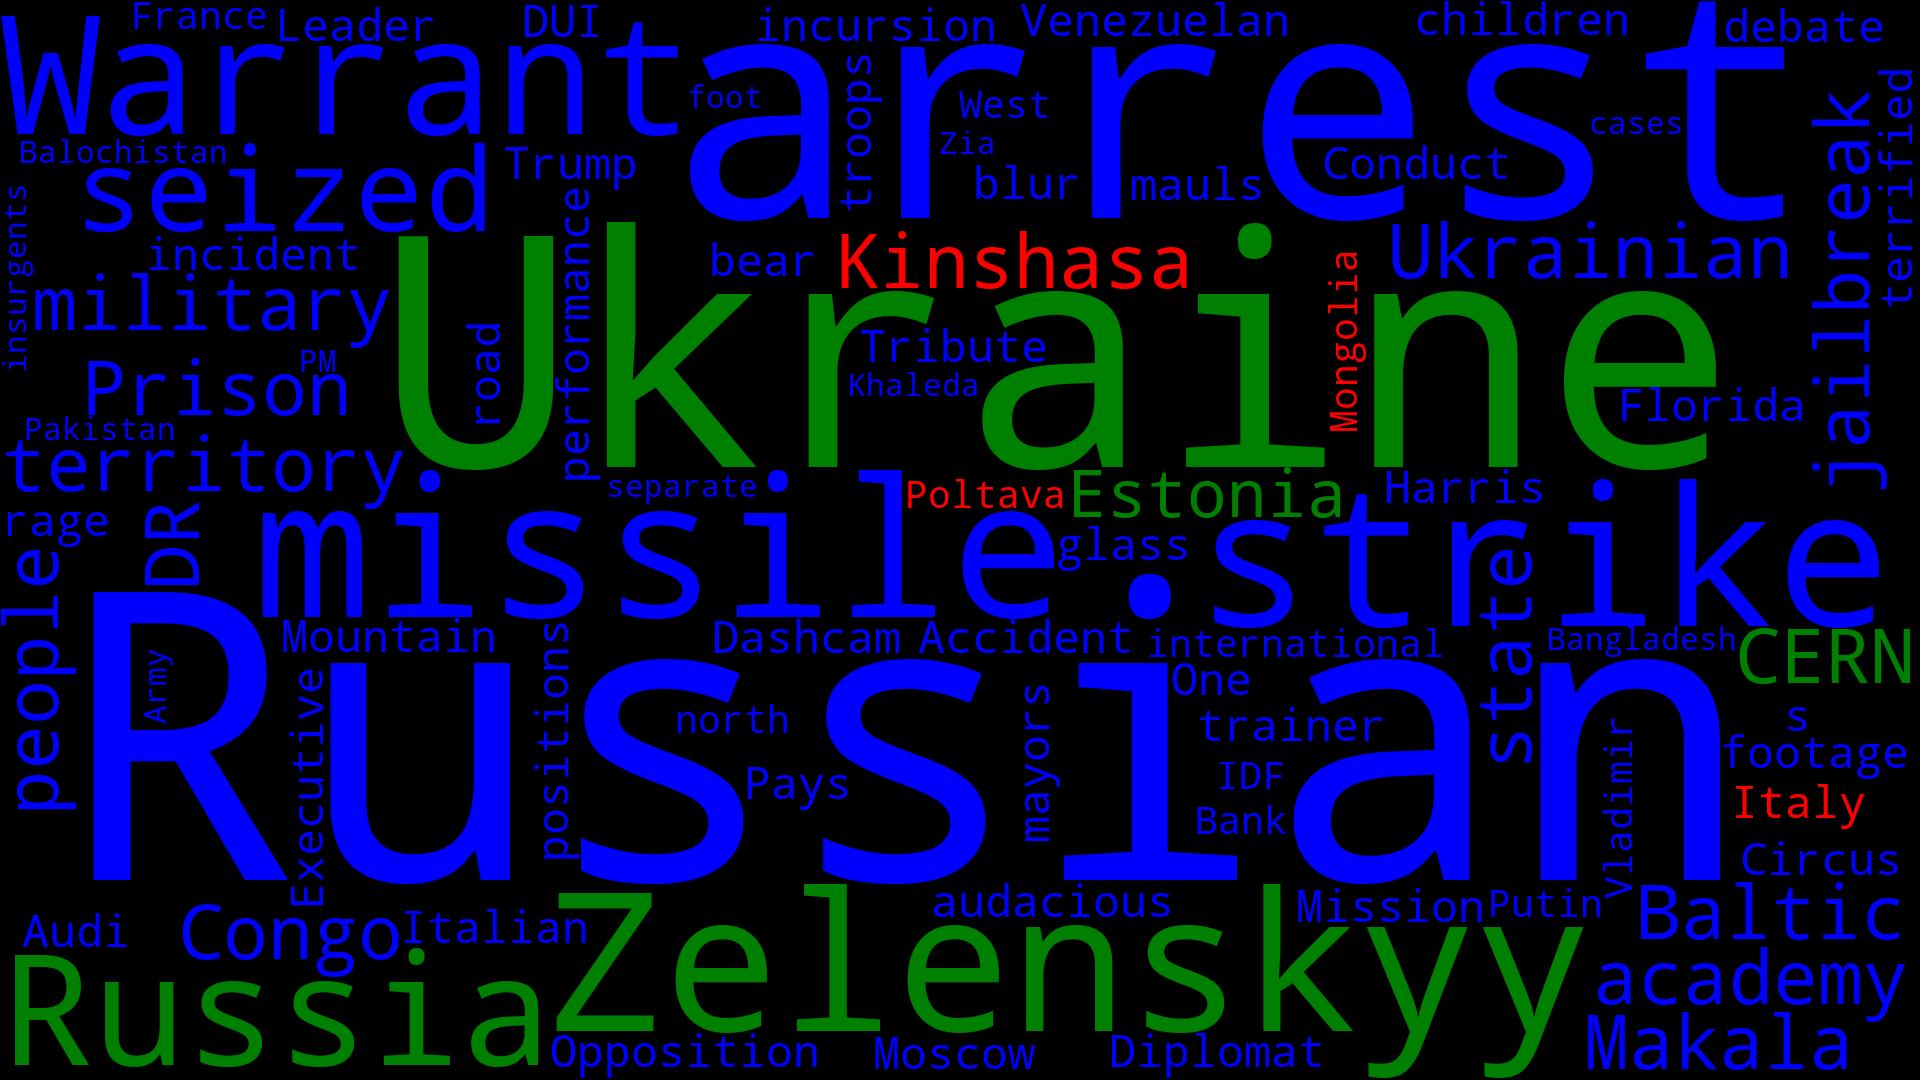 France
Leader
DUI
incursion
Venezuelan
children
debate
Warrant
arrest
foot
troops
West
cases
terrified
Balochistan
seized
Trump
Zia
blur
mauls
Conduct
jailbreak
insurgents
incident
performance
bear
Kinshasa
Mongolia
Ukrainian
military
Ukraine
road
Tribute
PM
Prison
Khaleda
Florida
Pakistan
territory
separate
Poltava
Estonia
Harris
rage
DR
missile
strike
glass
people
state
Mountain
Dashcam
Accident
international
Bangladesh
CERN
Army
Russian
Executive
positions
north
mayors
One
trainer
s
footage
Pays
IDF
Bank
Vladimir
Italy
Circus
Audi
Congo
Italian
audacious
Mission
Putin
Baltic
Russia
Zelenskyy
academy
Opposition
Moscow
Diplomat
Makala